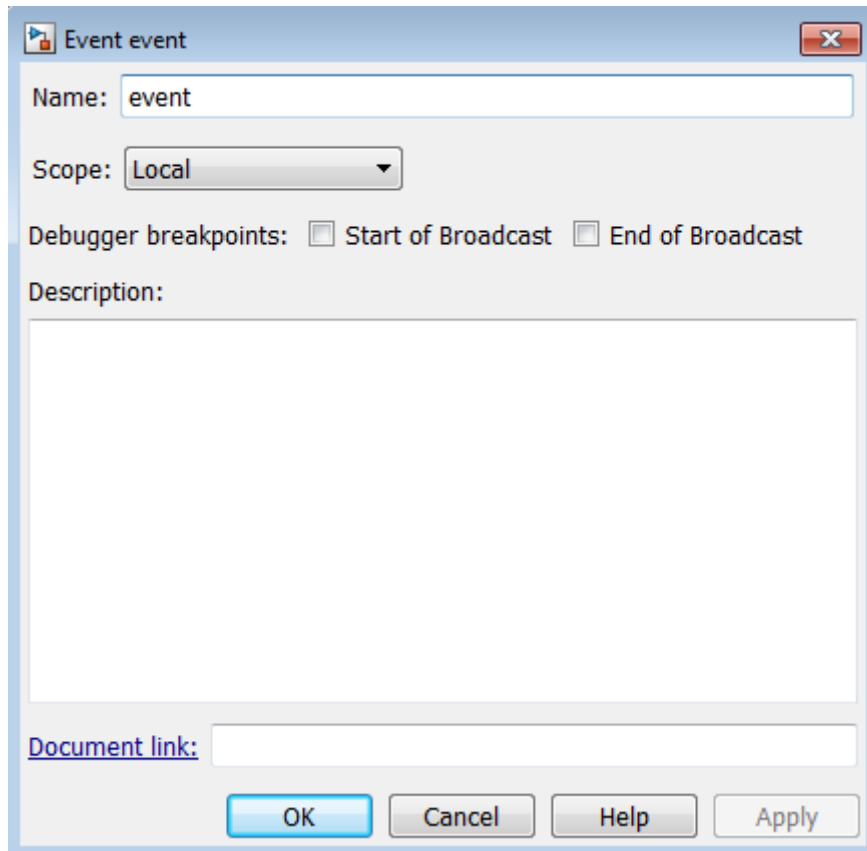 Event event
Name: event
Scope: Local
Debugger breakpoints: Start of Broadcast End of Broadcast
Description:
Document link:
OK Cancel Help Apply